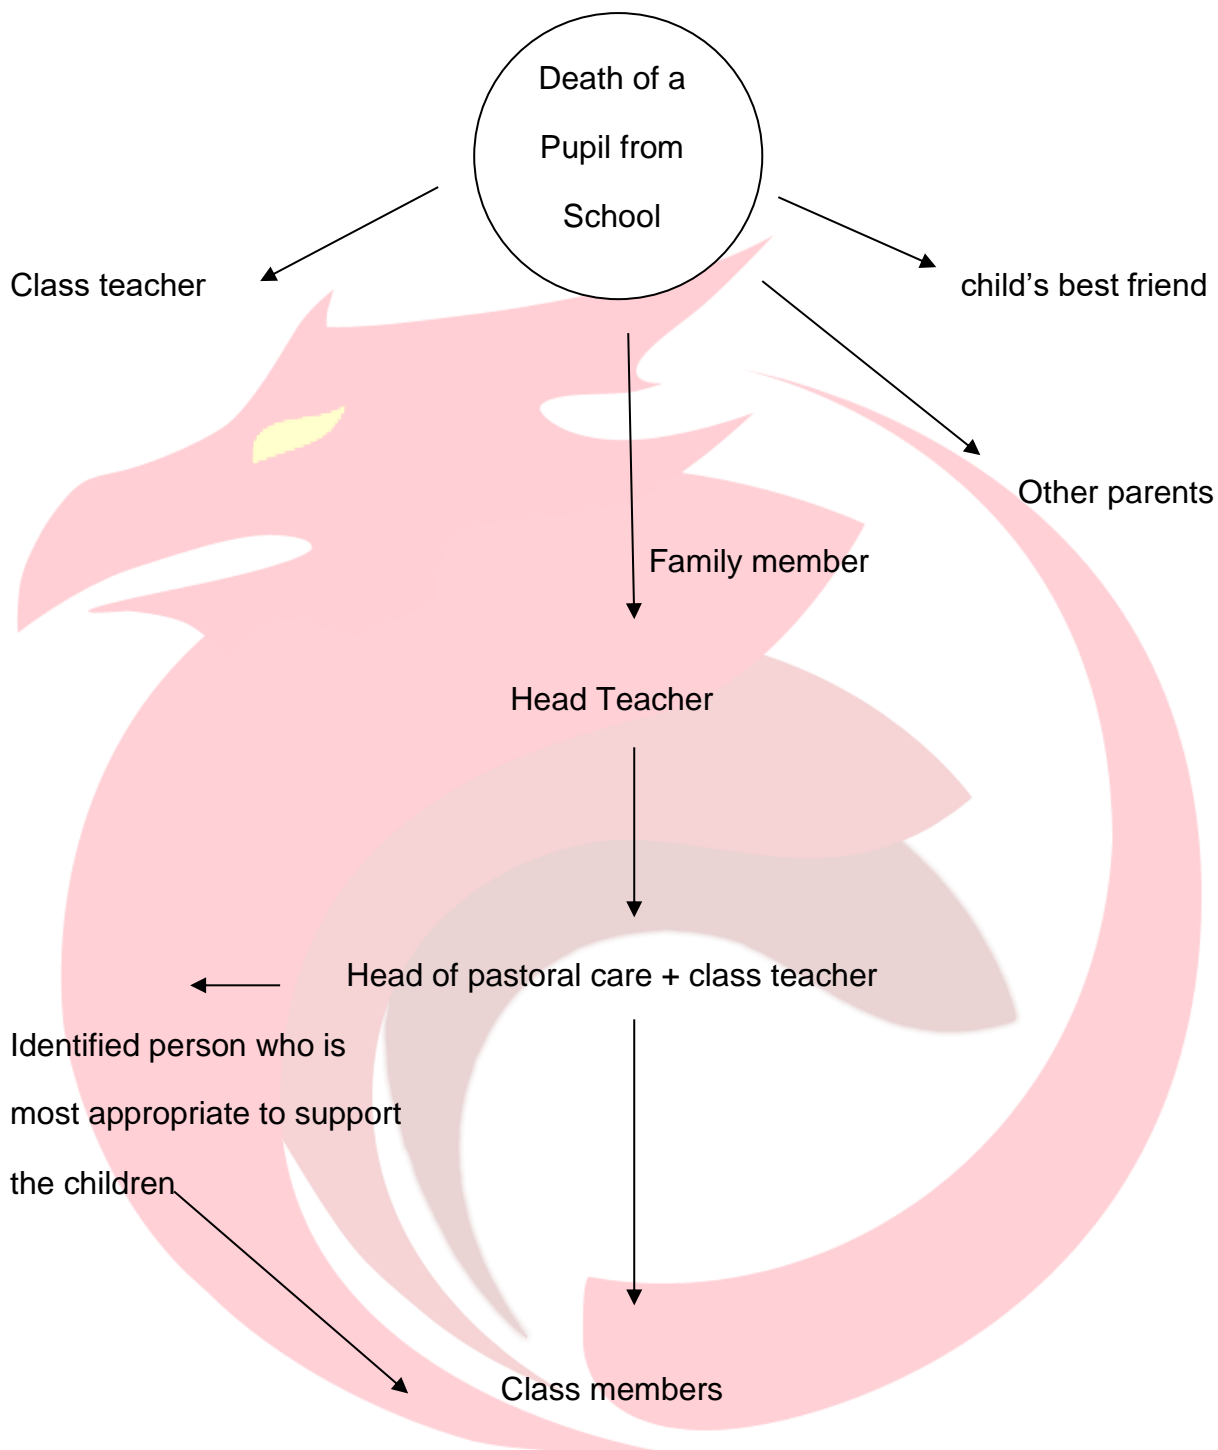 Death of a
Pupil from
School
Class teacher
child’s best friend
Other parents
Family member
Head Teacher
Head of pastoral care + class teacher
Identified person who is
most appropriate to support
the children
Class members